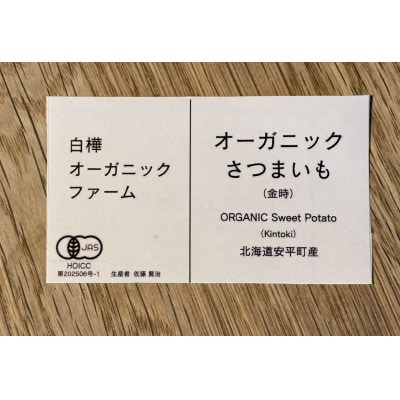 白樺
オーガニック
ファーム
JAS
HOICC
第202506号-1 生産者 佐藤 賢治
オーガニック
さつまいも
(金時)
ORGANIC Sweet Potato
(Kintoki)
北海道安平町産